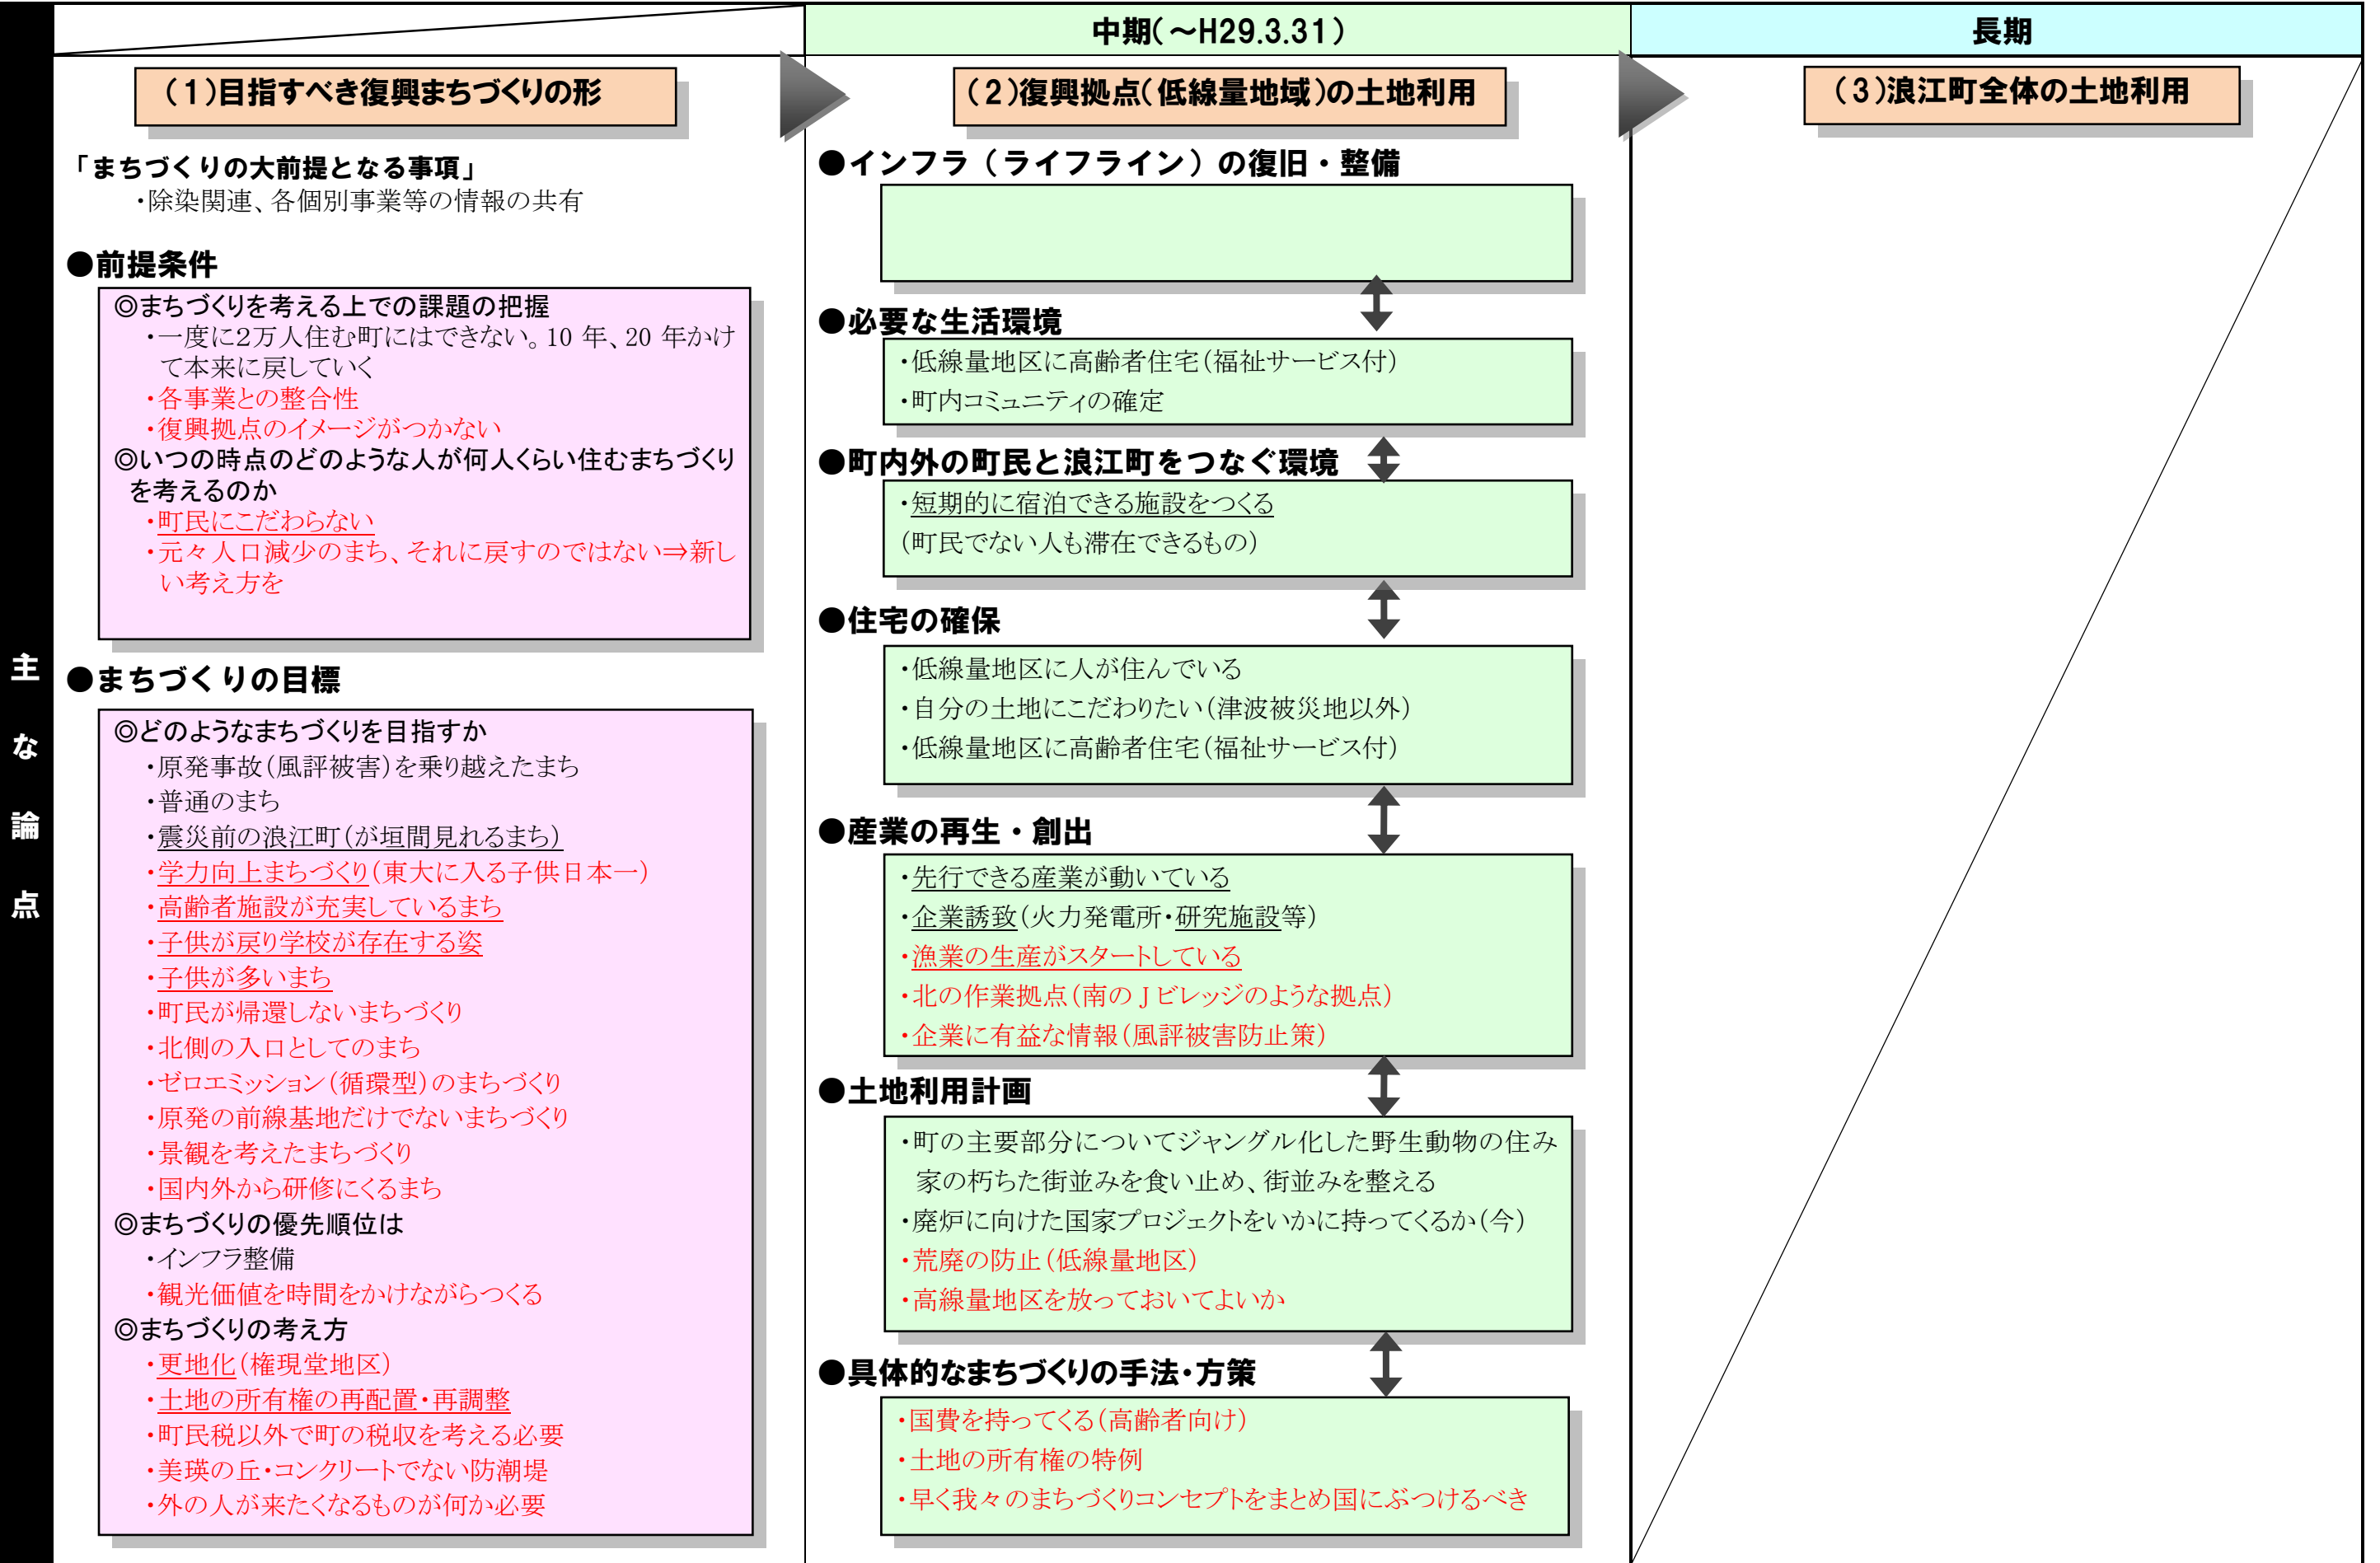 中期(～H29.3.31)
長期
主な論点
(1)目指すべき復興まちづくりの形
「まちづくりの大前提となる事項」
・除染関連、各個別事業等の情報の共有
●前提条件
◎まちづくりを考える上での課題の把握
・一度に2万人住む町にはできない。10 年、20 年かけ
て本来に戻していく
・各事業との整合性
・復興拠点のイメージがつかない
◎いつの時点のどのような人が何人くらい住むまちづくり
を考えるのか
・町民にこだわらない
・元々人口減少のまち、それに戻すのではない⇒新し
い考え方を
●まちづくりの目標
◎どのようなまちづくりを目指すか
・原発事故(風評被害)を乗り越えたまち
・普通のまち
・震災前の浪江町(が垣間見れるまち)
・学力向上まちづくり(東大に入る子供日本一)
・高齢者施設が充実しているまち
・子供が戻り学校が存在する姿
・子供が多いまち
・町民が帰還しないまちづくり
・北側の入口としてのまち
・ゼロエミッション(循環型)のまちづくり
・原発の前線基地だけでないまちづくり
・景観を考えたまちづくり
・国内外から研修にくるまち
◎まちづくりの優先順位は
・インフラ整備
・観光価値を時間をかけながらつくる
◎まちづくりの考え方
・更地化(権現堂地区)
・土地の所有権の再配置・再調整
・町民税以外で町の税収を考える必要
・美瑛の丘・コンクリートでない防潮堤
・外の人が来たくなるものが何か必要
(2)復興拠点(低線量地域)の土地利用
●インフラ(ライフライン)の復旧・整備
●必要な生活環境
・低線量地区に高齢者住宅(福祉サービス付)
・町内コミュニティの確定
●町内外の町民と浪江町をつなぐ環境
・短期的に宿泊できる施設をつくる
(町民でない人も滞在できるもの)
●住宅の確保
・低線量地区に人が住んでいる
・自分の土地にこだわりたい(津波被災地以外)
・低線量地区に高齢者住宅(福祉サービス付)
●産業の再生・創出
・先行できる産業が動いている
・企業誘致(火力発電所・研究施設等)
・漁業の生産がスタートしている
・北の作業拠点(南のJビレッジのような拠点)
・企業に有益な情報(風評被害防止策)
●土地利用計画
・町の主要部分についてジャングル化した野生動物の住み
家の朽ちた街並みを食い止め、街並みを整える
・廃炉に向けた国家プロジェクトをいかに持ってくるか(今)
・荒廃の防止(低線量地区)
・高線量地区を放っておいてよいか
●具体的なまちづくりの手法・方策
・国費を持ってくる(高齢者向け)
・土地の所有権の特例
・早く我々のまちづくりコンセプトをまとめ国にぶつけるべき
(3)浪江町全体の土地利用